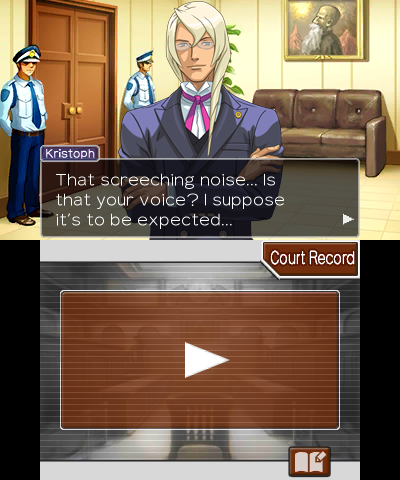 Kristoph
That screeching noise... Is
that your voice? I suppose
it's to be expected...
Court Record